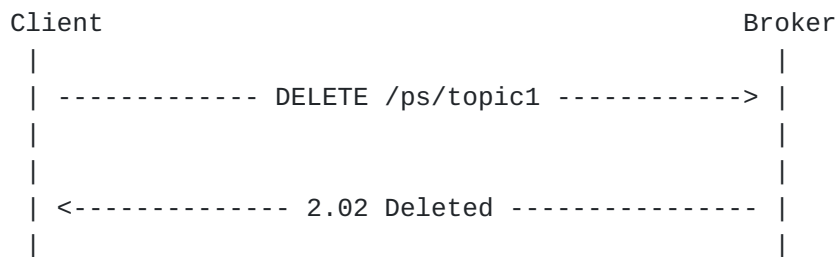 Client Broker
| |
| ------------- DELETE /ps/topic1 ------------> |
| |
| |
| <-------------- 2.02 Deleted ---------------- |
| |